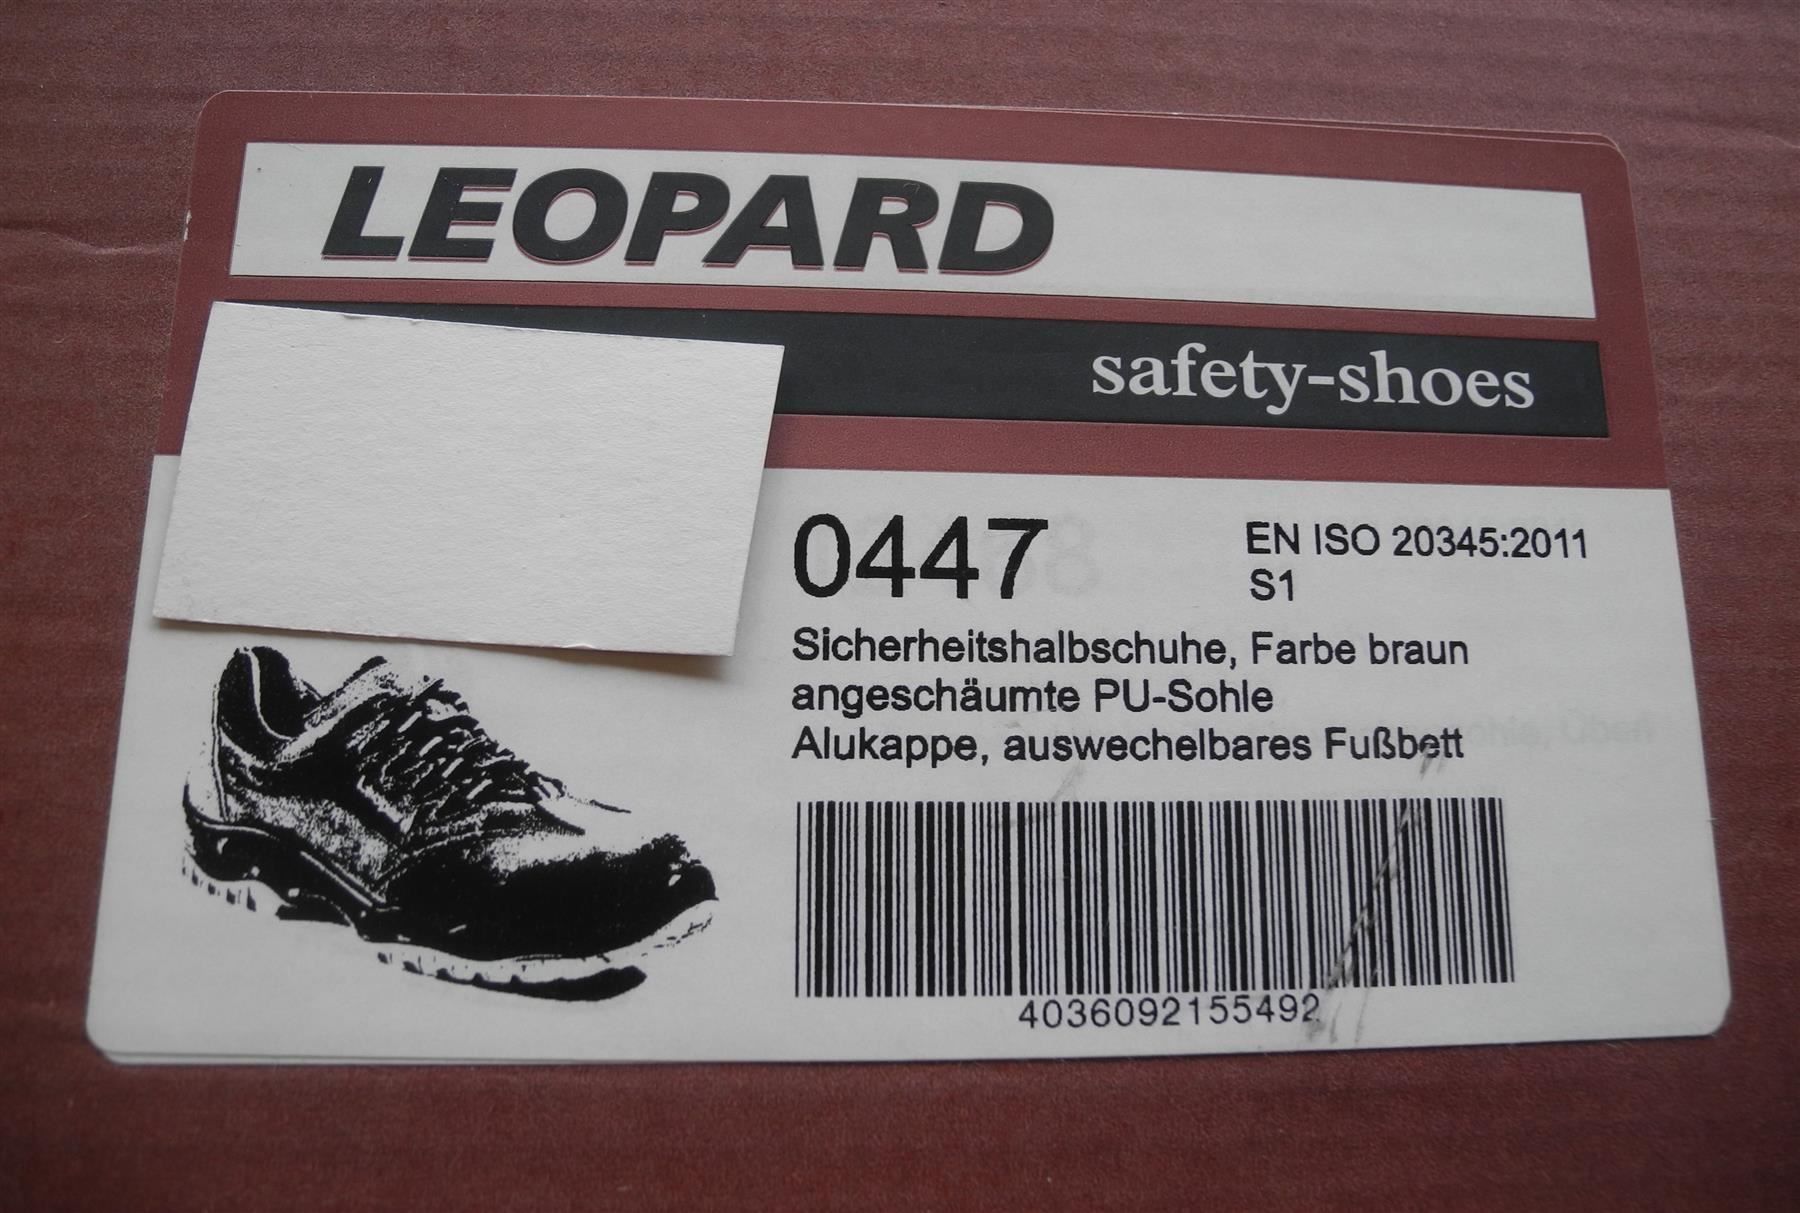 LEOPARD
safety-shoes
0447
EN ISO 20345:2011
S1
Sicherheitshalbschuhe, Farbe braun
angeschäumte PU-Sohle
Alukappe, auswechelbares Fußbett
4036092155492